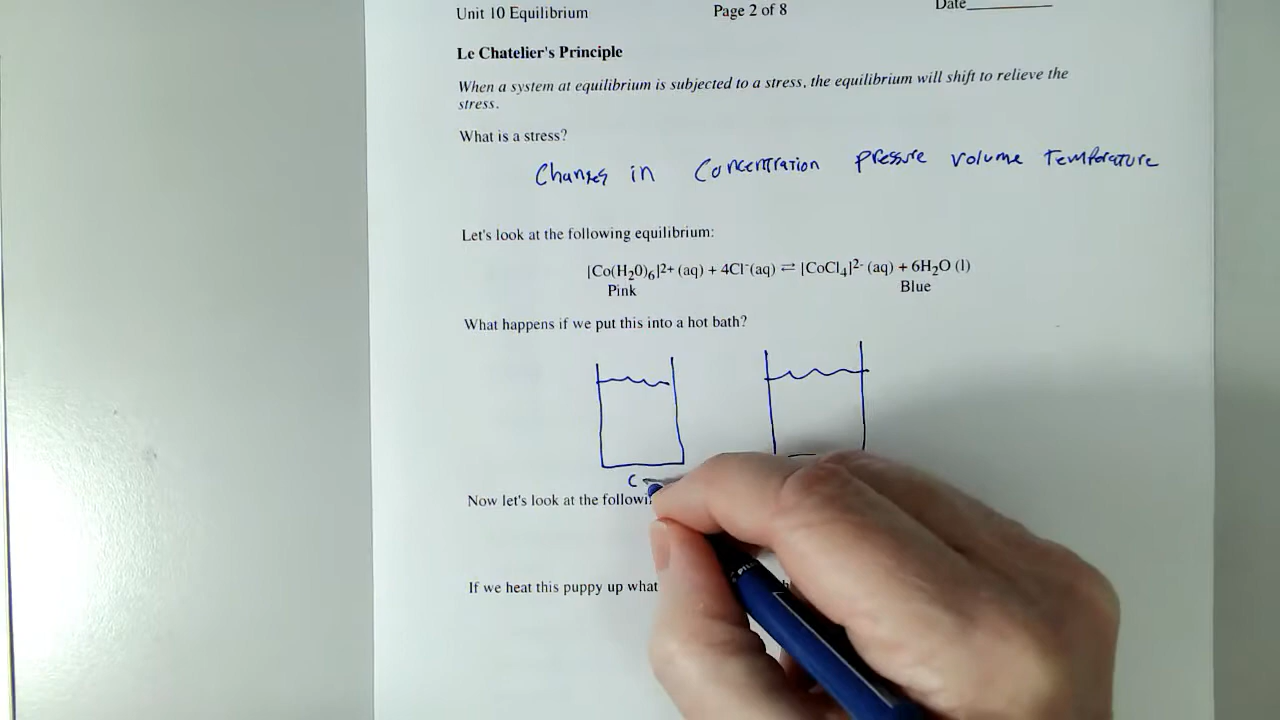 Unit 10 Equilibrium Page 2 of 8 Date__________
Le Chatelier's Principle
When a system at equilibrium is subjected to a stress, the equilibrium will shift to relieve the
stress.
What is a stress?
Changes in Concentration pressure volume Temperature
Let's look at the following equilibrium:
[Co(H₂0)₆]2+ (aq) + 4Cl⁻(aq) ⇌ [CoCl₄]²⁻ (aq) + 6H₂O (l)
Pink Blue
What happens if we put this into a hot bath?
C
Now let's look at the
If we heat this puppy up what